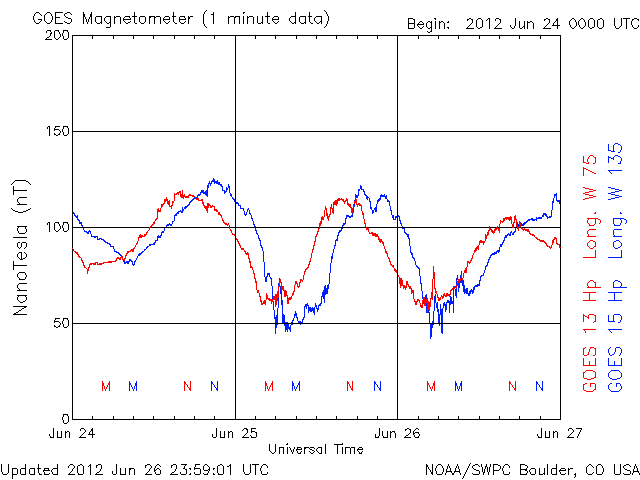 GOES Magnetometer (1 minute data)
Begin: 2012 Jun 24 0000 UTC
200
150
100
50
0
NanoTesla (nT)
M M N N M M N N M M N N
Jun 24 Jun 25 Jun 26 Jun 27
Universal Time
GOES 13 Hp Long. W 75
GOES 15 Hp Long. W 135
Updated 2012 Jun 26 23:59:01 UTC
NOAA/SWPC Boulder, CO USA